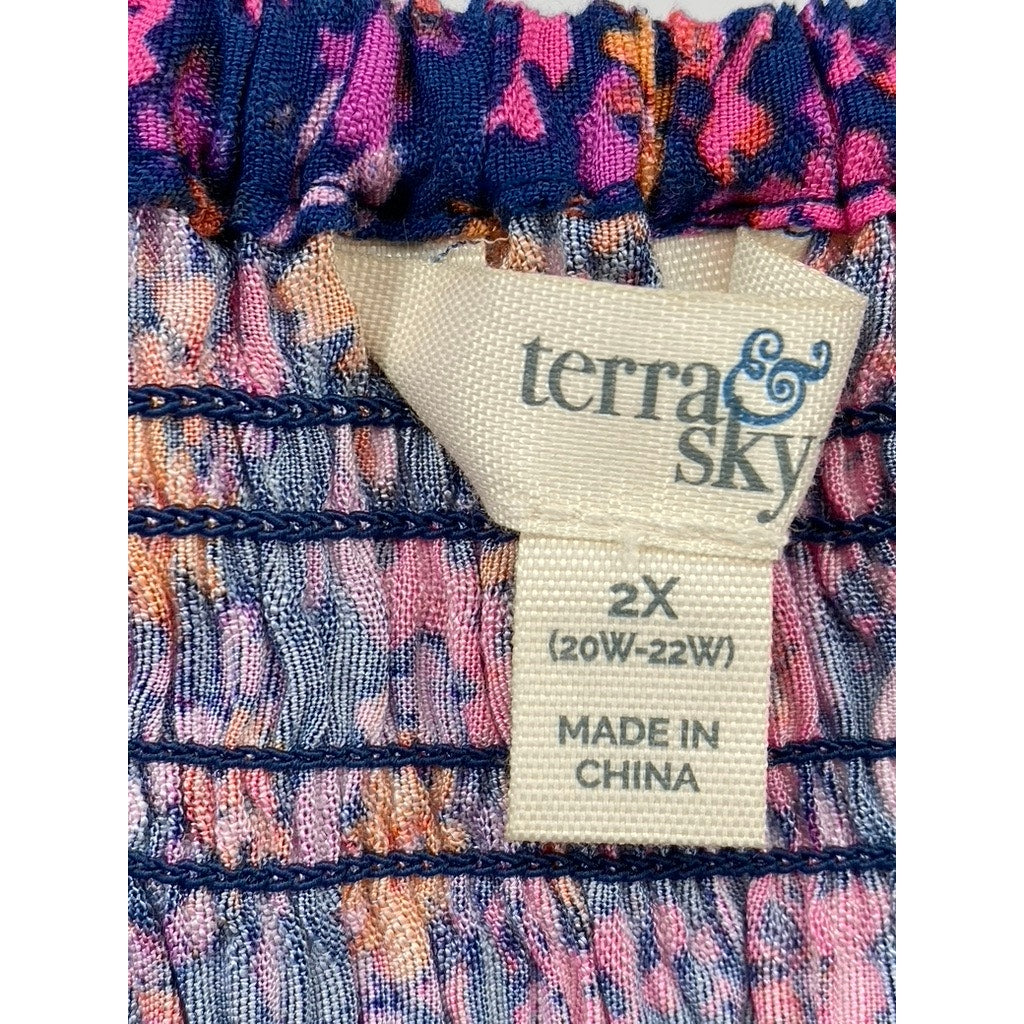 terra &
sky
2X
(20W-22W)
MADE IN
CHINA